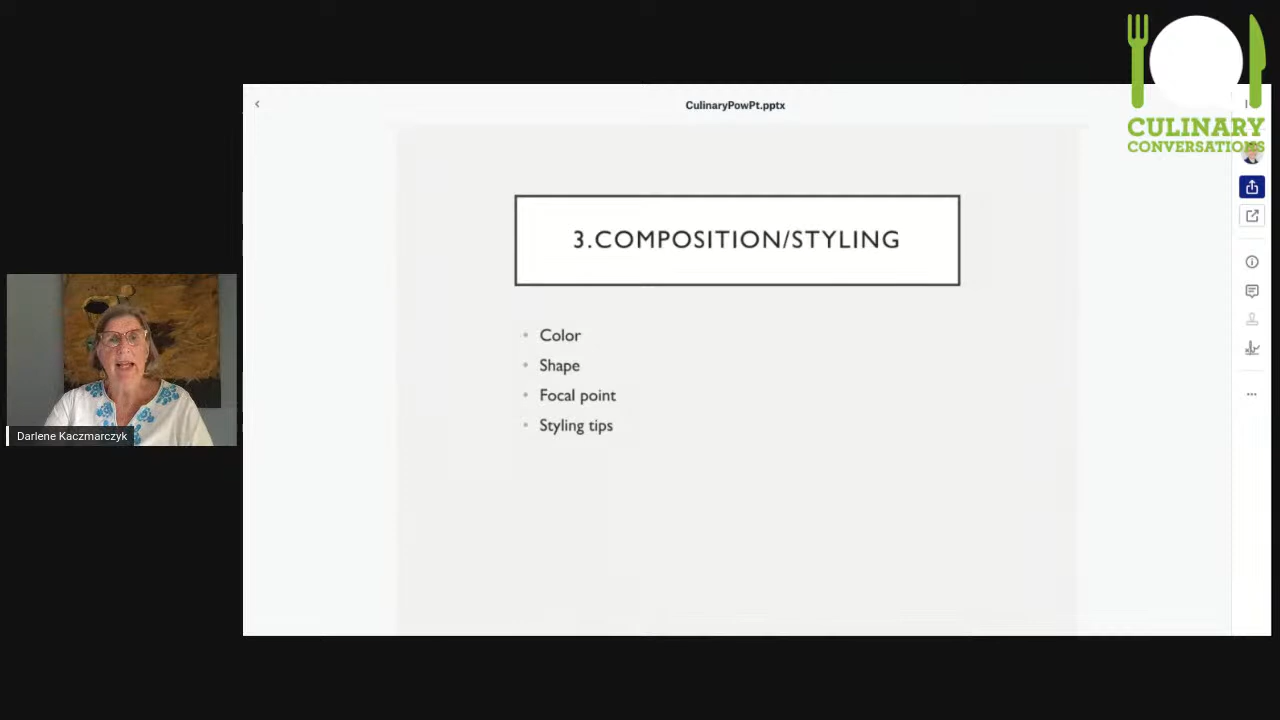 CulinaryPowPt.pptx
CULINARY
CONVERSATIONS
3.COMPOSITION/STYLING
• Color
• Shape
• Focal point
• Styling tips
Darlene Kaczmarczyk